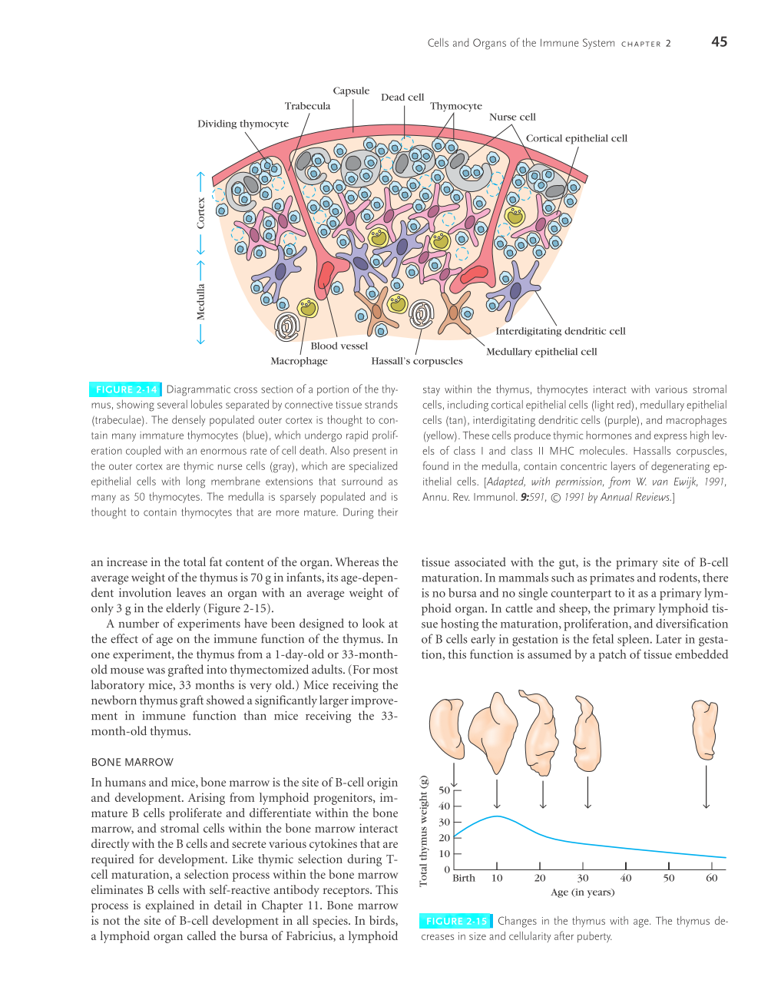 Cells and Organs of the Immune System CHAPTER 2 45
Capsule
Dead cell
Trabecula
Thymocyte
Nurse cell
Dividing thymocyte
Cortical epithelial cell
Cortex
Medulla
Interdigitating dendritic cell
Blood vessel
Medullary epithelial cell
Macrophage
Hassall's corpuscles
FIGURE 2-14 Diagrammatic cross section of a portion of the thy-
mus, showing several lobules separated by connective tissue strands
(trabeculae). The densely populated outer cortex is thought to con-
tain many immature thymocytes (blue), which undergo rapid prolif-
eration coupled with an enormous rate of cell death. Also present in
the outer cortex are thymic nurse cells (gray), which are specialized
epithelial cells with long membrane extensions that surround as
many as 50 thymocytes. The medulla is sparsely populated and is
thought to contain thymocytes that are more mature. During their
stay within the thymus, thymocytes interact with various stromal
cells, including cortical epithelial cells (light red), medullary epithelial
cells (tan), interdigitating dendritic cells (purple), and macrophages
(yellow). These cells produce thymic hormones and express high lev-
els of class I and class II MHC molecules. Hassalls corpuscles,
found in the medulla, contain concentric layers of degenerating ep-
ithelial cells. [Adapted, with permission, from W. van Ewijk, 1991,
Annu. Rev. Immunol. 9:591, © 1991 by Annual Reviews.]
an increase in the total fat content of the organ. Whereas the
average weight of the thymus is 70 g in infants, its age-depen-
dent involution leaves an organ with an average weight of
only 3 g in the elderly (Figure 2-15).
A number of experiments have been designed to look at
the effect of age on the immune function of the thymus. In
one experiment, the thymus from a 1-day-old or 33-month-
old mouse was grafted into thymectomized adults. (For most
laboratory mice, 33 months is very old.) Mice receiving the
newborn thymus graft showed a significantly larger improve-
ment in immune function than mice receiving the 33-
month-old thymus.
BONE MARROW
In humans and mice, bone marrow is the site of B-cell origin
and development. Arising from lymphoid progenitors, im-
mature B cells proliferate and differentiate within the bone
marrow, and stromal cells within the bone marrow interact
directly with the B cells and secrete various cytokines that are
required for development. Like thymic selection during T-
cell maturation, a selection process within the bone marrow
eliminates B cells with self-reactive antibody receptors. This
process is explained in detail in Chapter 11. Bone marrow
is not the site of B-cell development in all species. In birds,
a lymphoid organ called the bursa of Fabricius, a lymphoid
tissue associated with the gut, is the primary site of B-cell
maturation. In mammals such as primates and rodents, there
is no bursa and no single counterpart to it as a primary lym-
phoid organ. In cattle and sheep, the primary lymphoid tis-
sue hosting the maturation, proliferation, and diversification
of B cells early in gestation is the fetal spleen. Later in gesta-
tion, this function is assumed by a patch of tissue embedded
Total thymus weight (g)
50
40
30
20
10
0
Birth 10 20 30 40 50 60
Age (in years)
FIGURE 2-15 Changes in the thymus with age. The thymus de-
creases in size and cellularity after puberty.